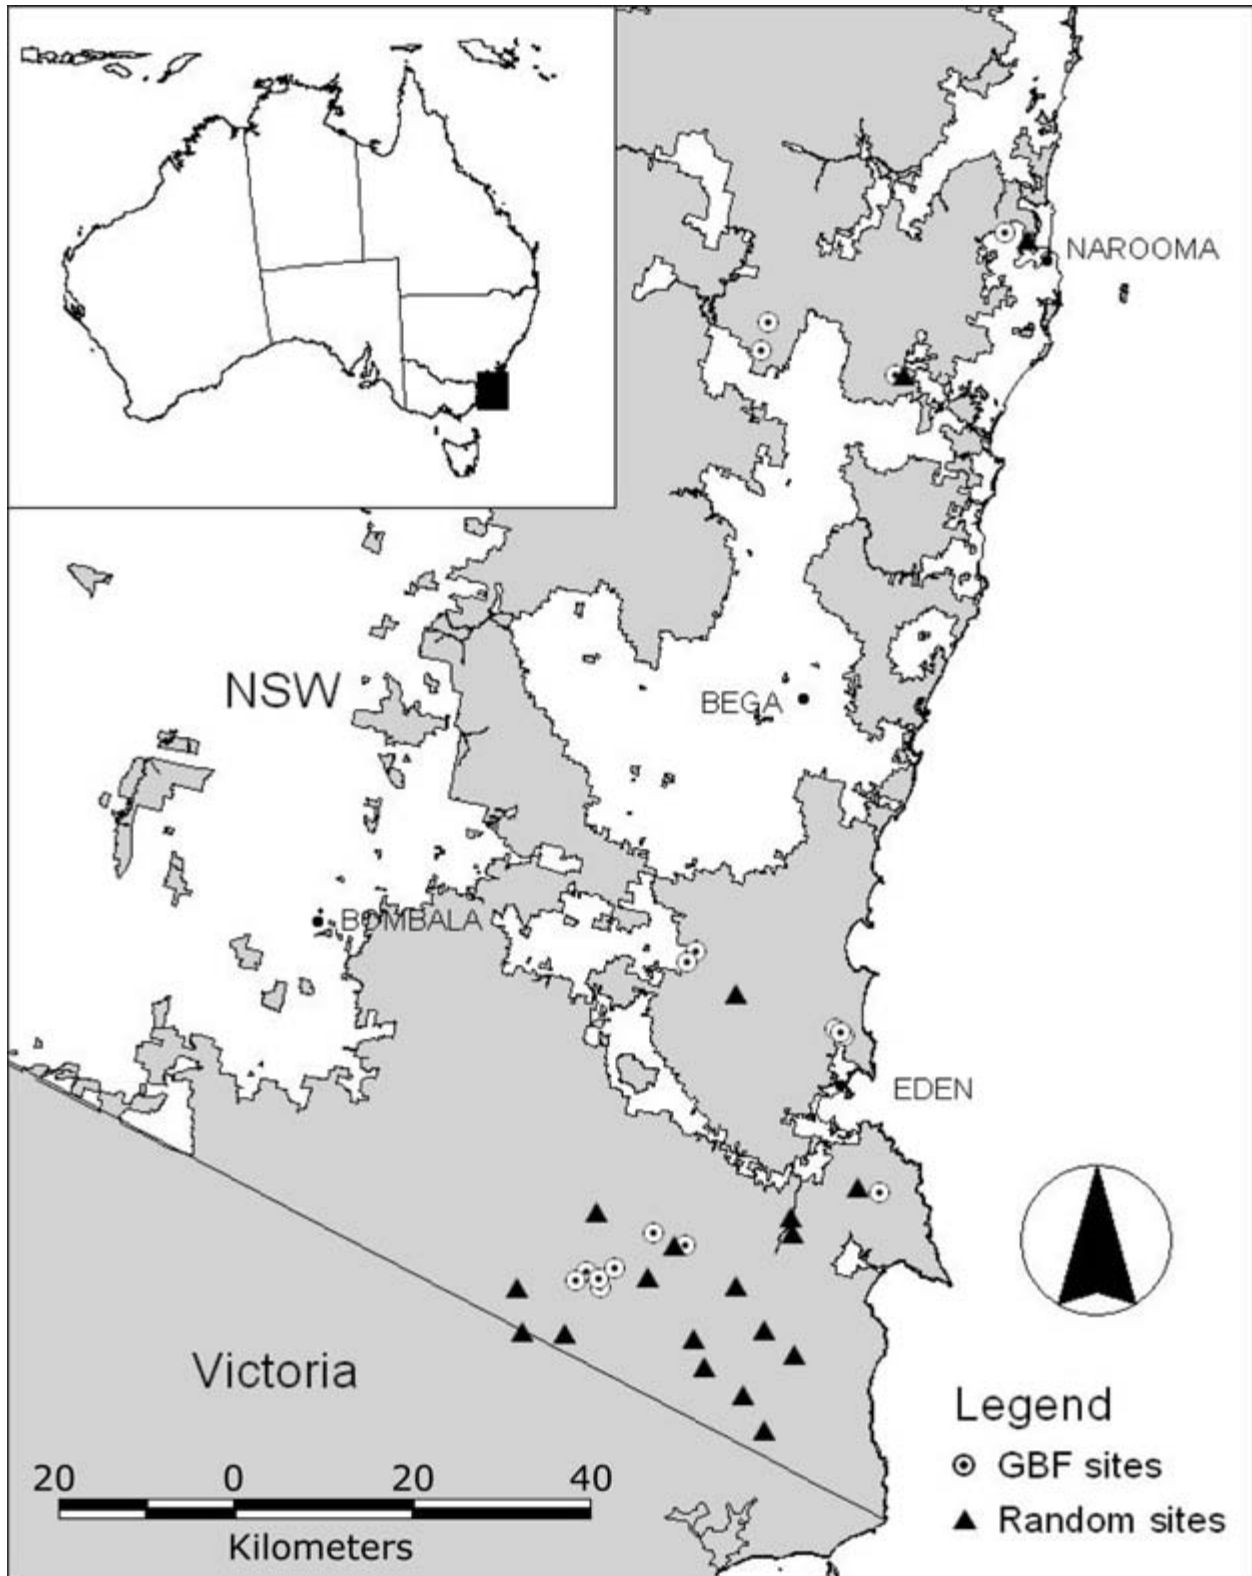 NAROOMA
NSW
BEGA
BOMBALA
EDEN
Victoria
Legend
GBF sites
Random sites
20 0 20 40
Kilometers